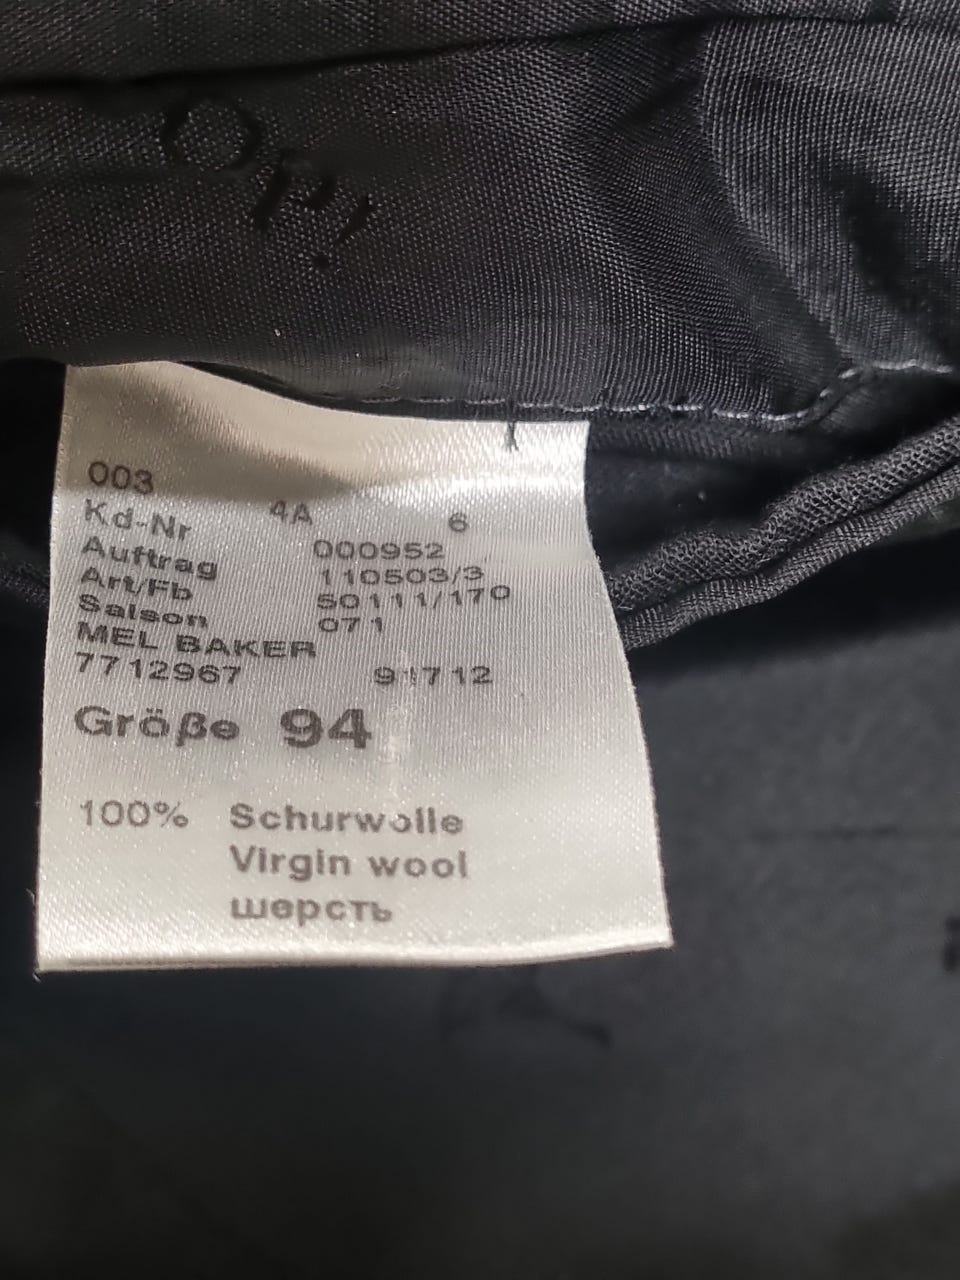 003 4A 6
Kd-Nr 000952
Auftrag 110503/3
Art/Fb 50111/170
Saison 071
MEL BAKER
7712967 91712
Größe 94
100% Schurwolle
Virgin wool
шерсть